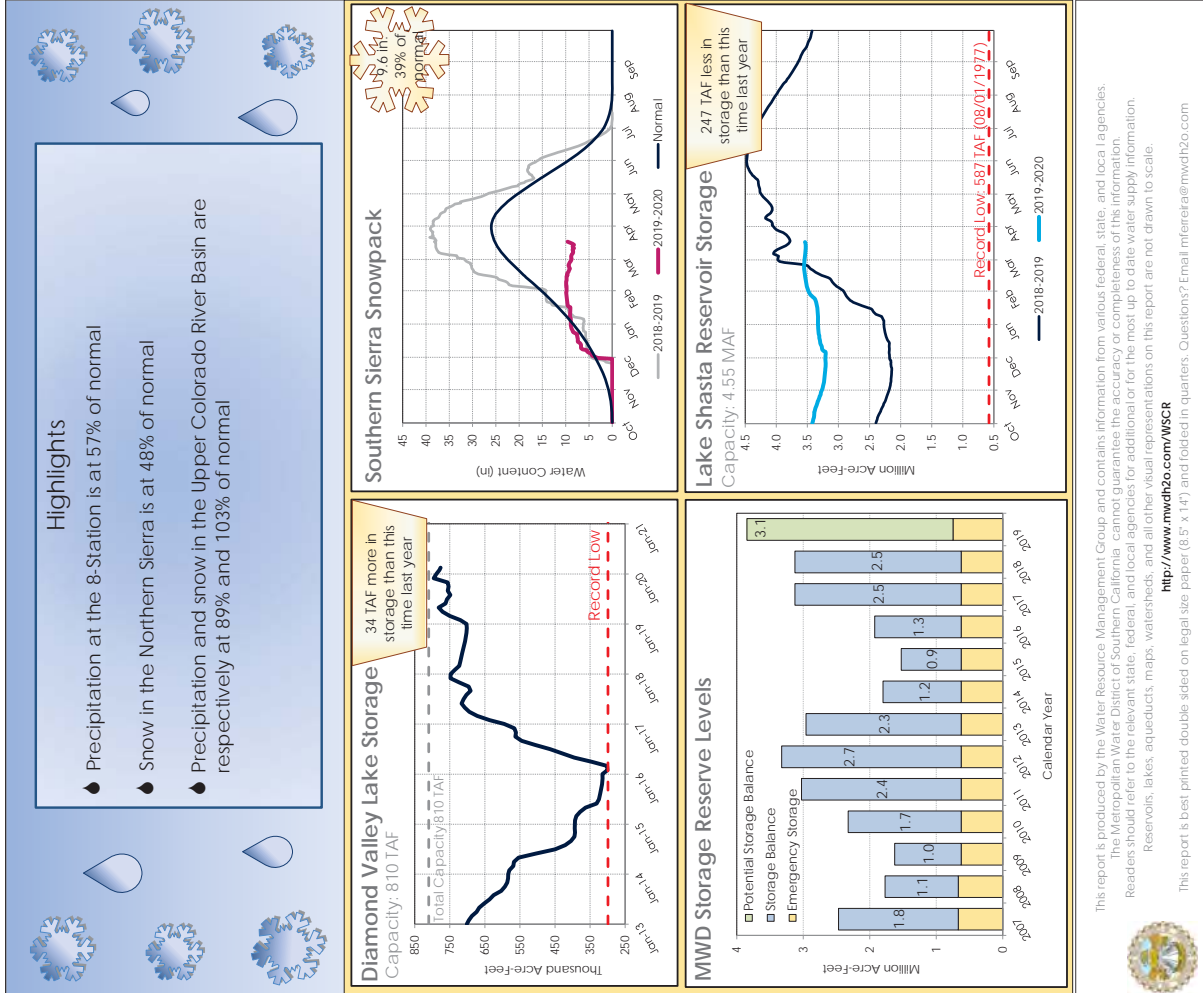 Highlights
Precipitation at the 8-Station is at 57% of normal
Snow in the Northern Sierra is at 48% of normal
Precipitation and snow in the Upper Colorado River Basin are
respectively at 89% and 103% of normal
Diamond Valley Lake Storage
Capacity: 810 TAF
34 TAF more in
storage than this
time last year
Total Capacity 810 TAF
Record Low
Thousand Acre-Feet
850
750
650
550
450
350
250
Jan-13
Jan-14
Jan-15
Jan-16
Jan-17
Jan-18
Jan-19
Jan-20
Jan-21
Southern Sierra Snowpack
9.6 in.
39% of
normal
Water Content (in)
45
40
35
30
25
20
15
10
5
0
Oct
Nov
Dec
Jan
Feb
Mar
Apr
May
Jun
Jul
Aug
Sep
2018-2019
2019-2020
Normal
MWD Storage Reserve Levels
Potential Storage Balance
Storage Balance
Emergency Storage
Million Acre-Feet
4
3
2
1
0
1.8
1.1
1.0
1.7
2.4
2.7
2.3
1.2
0.9
1.3
2.5
2.5
3.1
2007
2008
2009
2010
2011
2012
2013
2014
2015
2016
2017
2018
2019
Calendar Year
Lake Shasta Reservoir Storage
Capacity: 4.55 MAF
247 TAF less in
storage than this
time last year
Record Low: 587 TAF (08/01/1977)
Million Acre-Feet
4.5
4.0
3.5
3.0
2.5
2.0
1.5
1.0
0.5
Oct
Nov
Dec
Jan
Feb
Mar
Apr
May
Jun
Jul
Aug
Sep
2018-2019
2019-2020
This report is produced by the Water Resource Management Group and contains information from various federal, state, and local agencies.
The Metropolitan Water District of Southern California cannot guarantee the accuracy or completeness of this information.
Readers should refer to the relevant state, federal, and local agencies for additional or for the most up to date water supply information.
Reservoirs, lakes, aqueducts, maps, watersheds, and all other visual representations on this report are not drawn to scale.
http://www.mwdh2o.com/WSCR
This report is best printed double sided on legal size paper (8.5" x 14") and folded in quarters. Questions? Email mferreira@mwdh2o.com